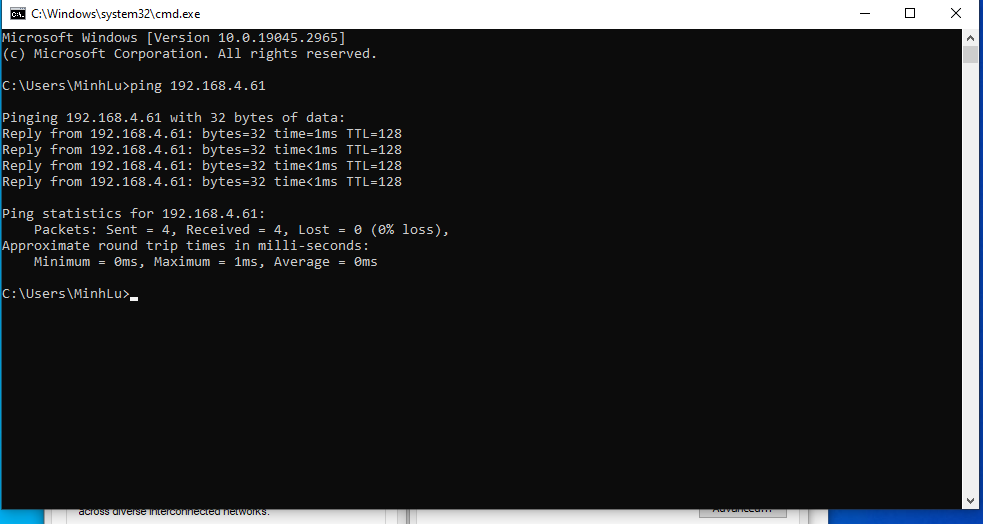 C:\Windows\system32\cmd.exe
Microsoft Windows [Version 10.0.19045.2965]
(c) Microsoft Corporation. All rights reserved.
C:\Users\MinhLu>ping 192.168.4.61
Pinging 192.168.4.61 with 32 bytes of data:
Reply from 192.168.4.61: bytes=32 time=1ms TTL=128
Reply from 192.168.4.61: bytes=32 time<1ms TTL=128
Reply from 192.168.4.61: bytes=32 time<1ms TTL=128
Reply from 192.168.4.61: bytes=32 time<1ms TTL=128
Ping statistics for 192.168.4.61:
    Packets: Sent = 4, Received = 4, Lost = 0 (0% loss),
Approximate round trip times in milli-seconds:
    Minimum = 0ms, Maximum = 1ms, Average = 0ms
C:\Users\MinhLu>
across diverse interconnected networks.